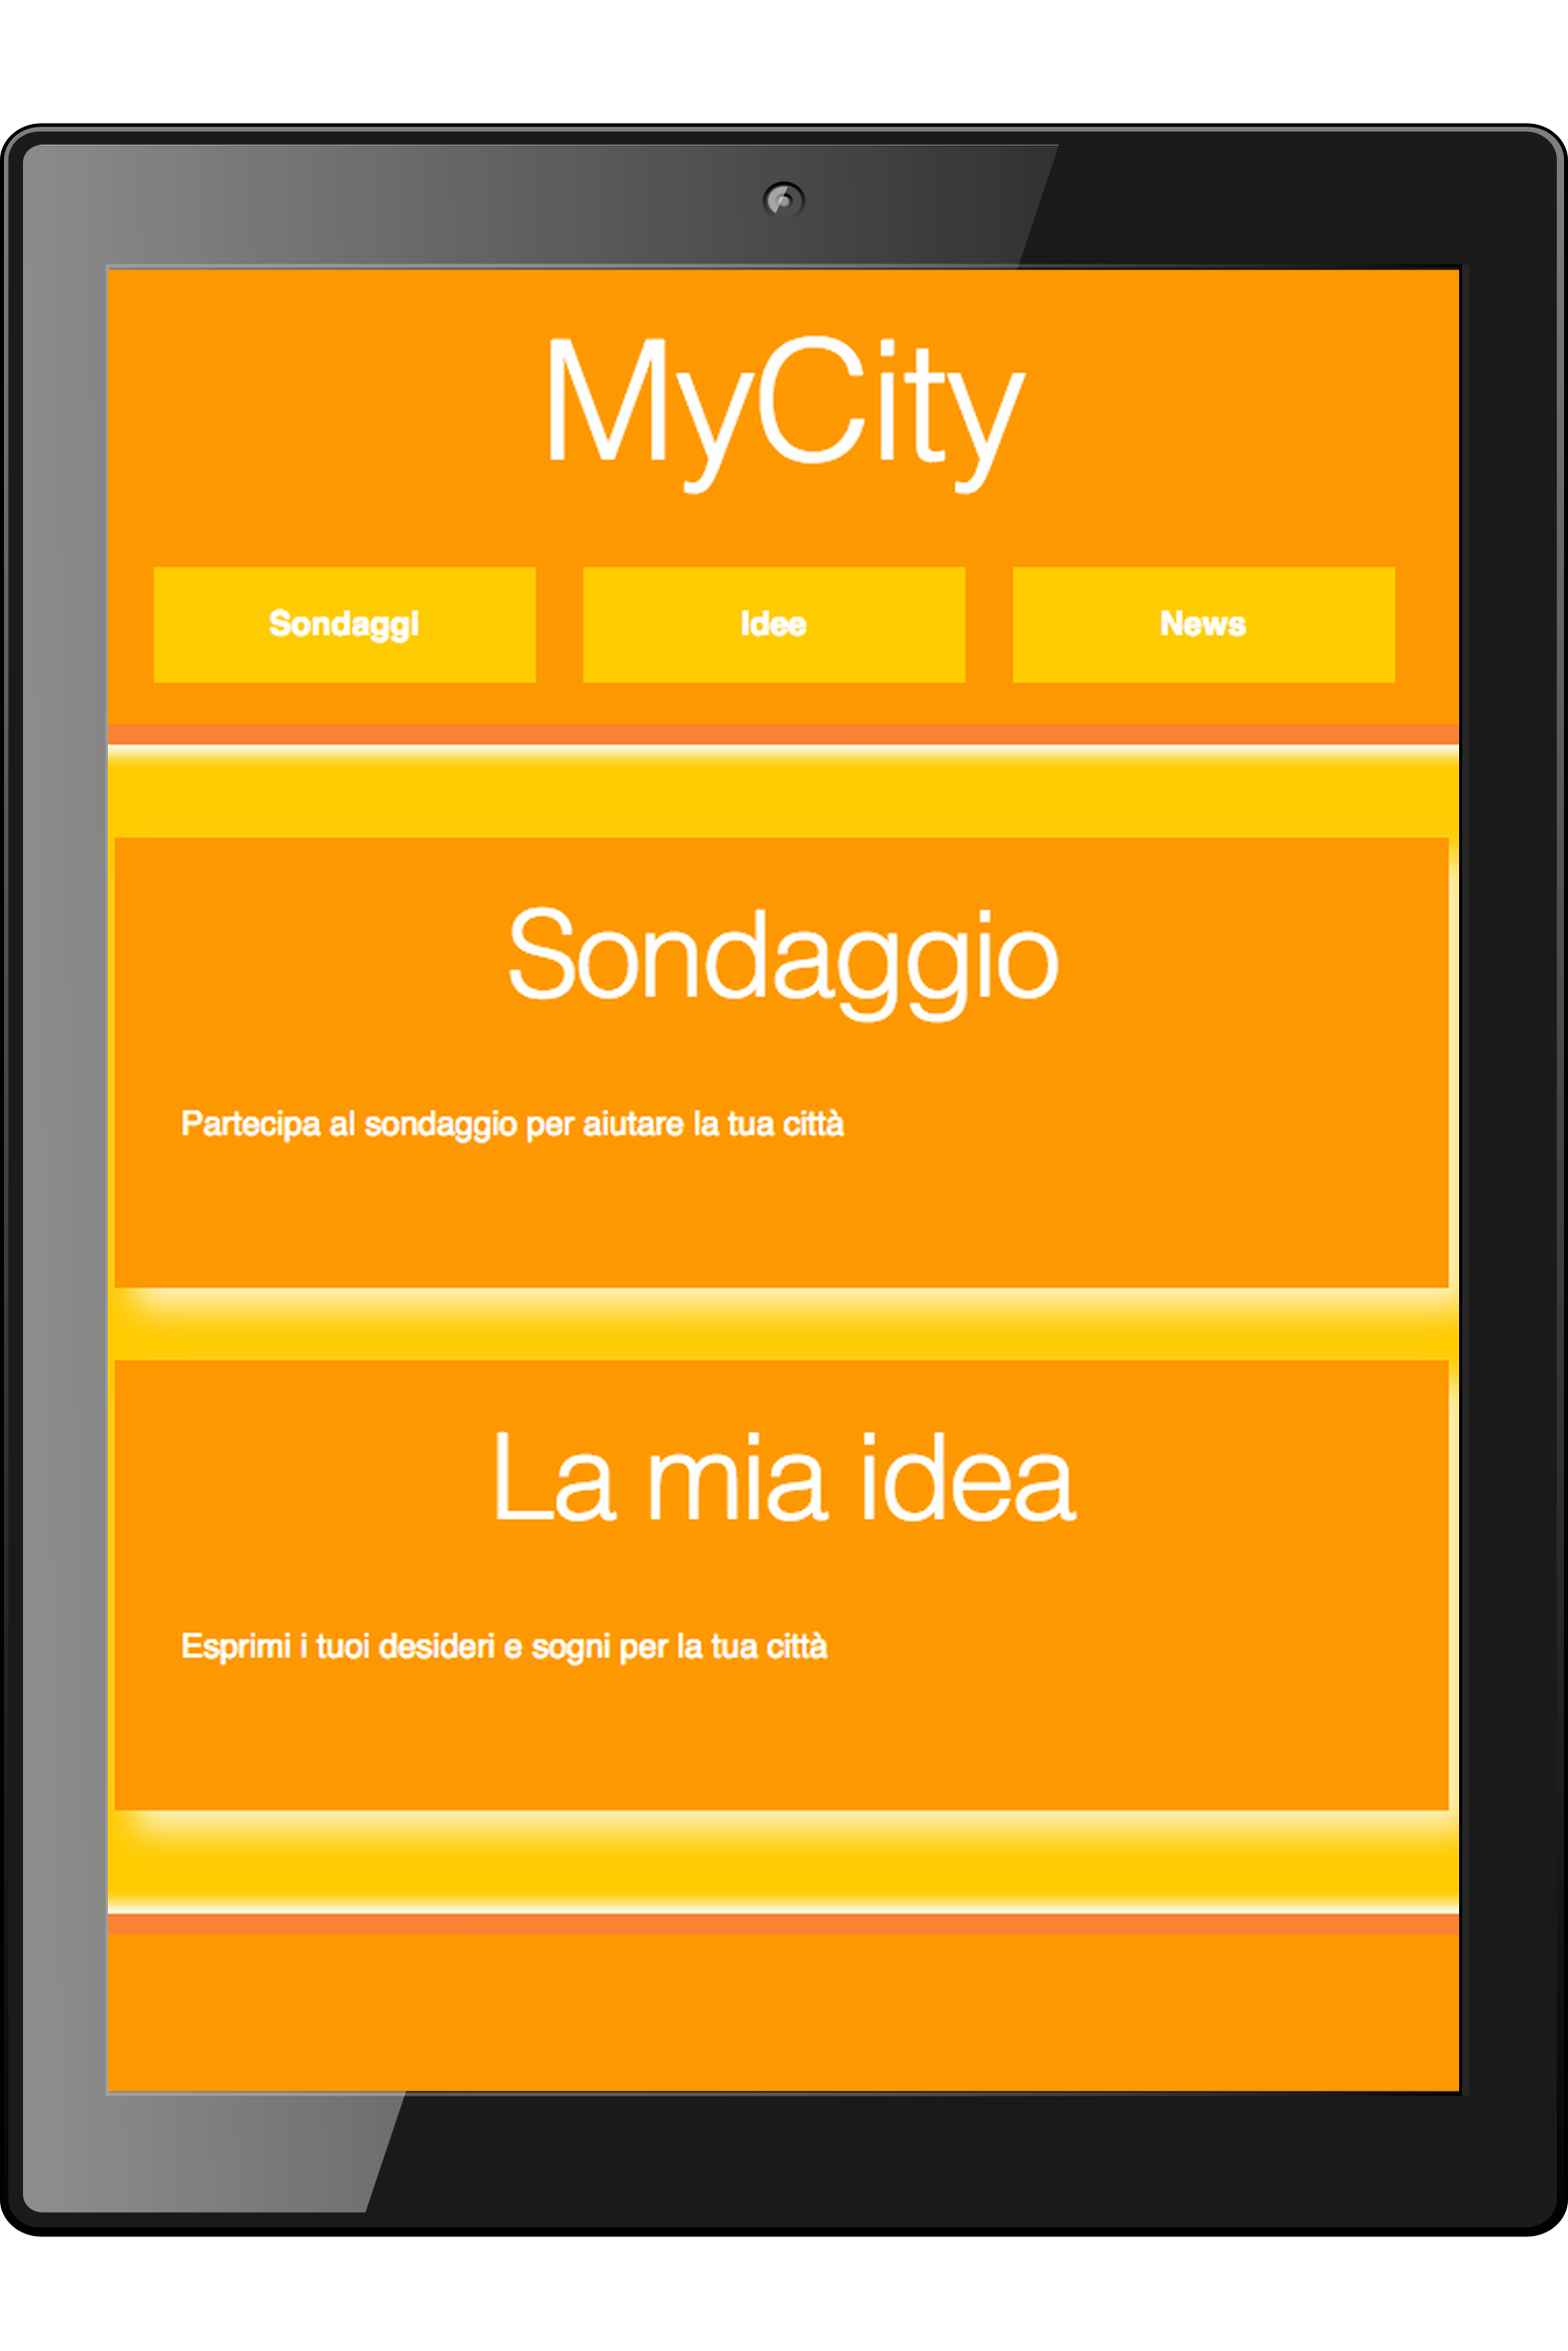 MyCity
Sondaggi Idee News
Sondaggio
Partecipa al sondaggio per aiutare la tua città
La mia idea
Esprimi i tuoi desideri e sogni per la tua città